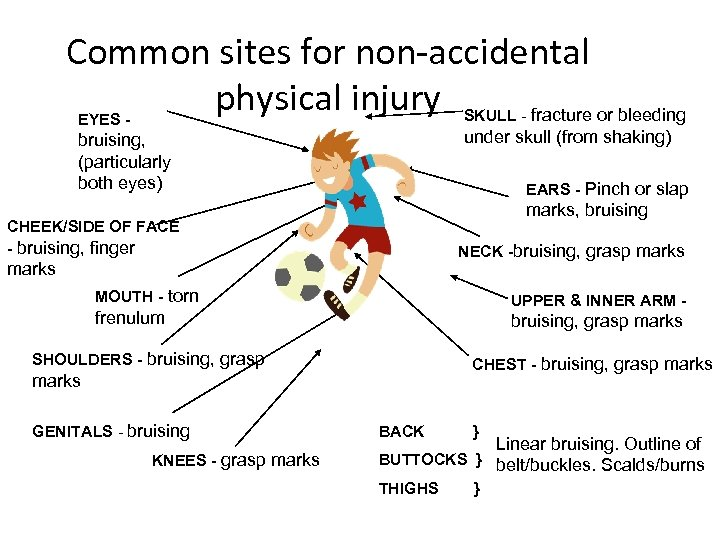 Common sites for non-accidental
physical injury
EYES -
bruising,
(particularly
both eyes)
SKULL - fracture or bleeding
under skull (from shaking)
EARS - Pinch or slap
marks, bruising
CHEEK/SIDE OF FACE
- bruising, finger
marks
NECK -bruising, grasp marks
MOUTH - torn
frenulum
UPPER & INNER ARM -
bruising, grasp marks
SHOULDERS - bruising, grasp
marks
CHEST - bruising, grasp marks
GENITALS - bruising
KNEES - grasp marks
BACK }
BUTTOCKS }
THIGHS }
Linear bruising. Outline of
belt/buckles. Scalds/burns